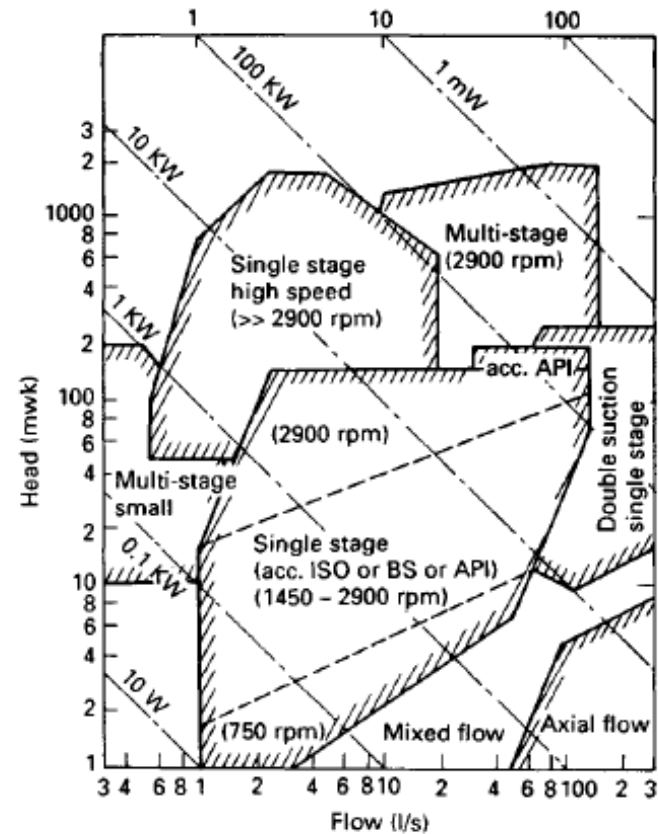 1 10 100
100 KW
1 mW
10 KW
3
2
1000
8
6
4
Multi-stage
(2900 rpm)
Single stage
high speed
(>> 2900 rpm)
1 KW
2
acc. API
100
8
6
4
(2900 rpm)
Double suction
single stage
Multi-stage
small
2
0.1 KW
Single stage
(acc. ISO or BS or API)
(1450 – 2900 rpm)
10
8
6
4
10 W
2
(750 rpm)
Mixed flow
Axial flow
1
3 4 6 8 1 2 4 6 8 10 2 4 6 8 100 2 3
Flow (l/s)
Head (mwk)